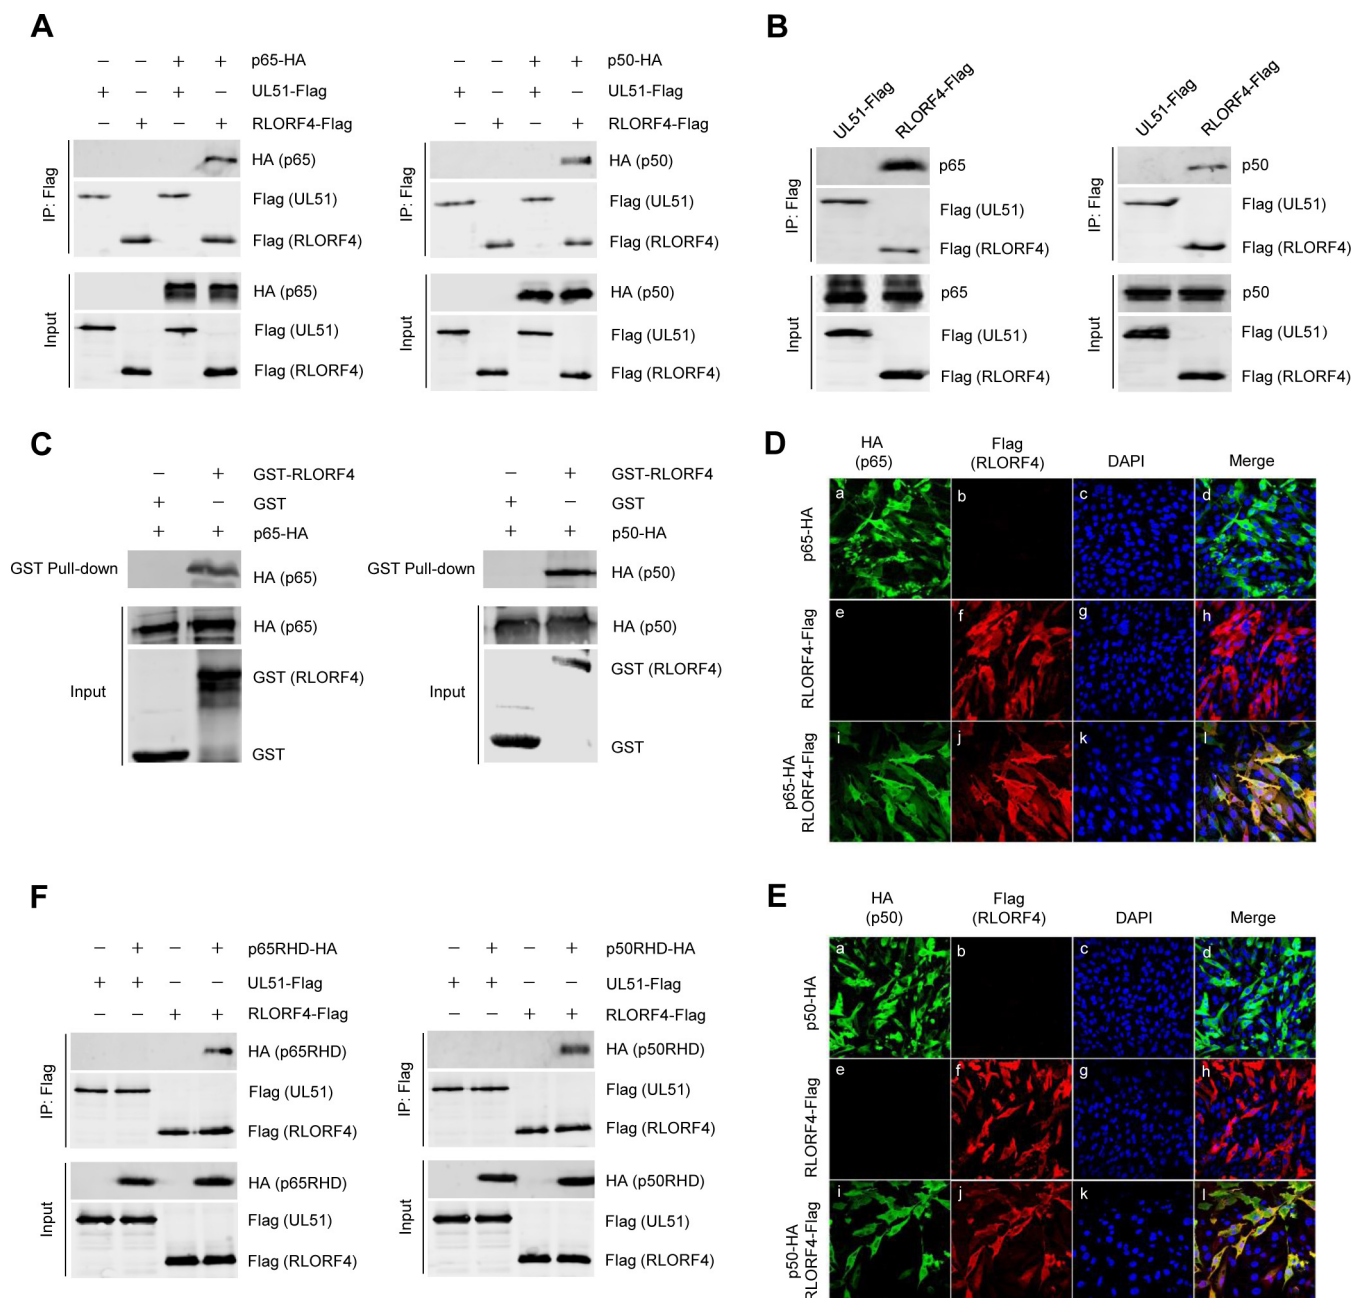 A
− − + + p65-HA
+ − + − UL51-Flag
− + − + RLORF4-Flag
IP: Flag
HA (p65)
Flag (UL51)
Flag (RLORF4)
Input
HA (p65)
Flag (UL51)
Flag (RLORF4)
− − + + p50-HA
+ − + − UL51-Flag
− + − + RLORF4-Flag
IP: Flag
HA (p50)
Flag (UL51)
Flag (RLORF4)
Input
HA (p50)
Flag (UL51)
Flag (RLORF4)
B
UL51-Flag
RLORF4-Flag
IP: Flag
p65
Flag (UL51)
Flag (RLORF4)
Input
p65
Flag (UL51)
Flag (RLORF4)
UL51-Flag
RLORF4-Flag
IP: Flag
p50
Flag (UL51)
Flag (RLORF4)
Input
p50
Flag (UL51)
Flag (RLORF4)
C
− + GST-RLORF4
+ − GST
+ + p65-HA
GST Pull-down
HA (p65)
Input
HA (p65)
GST (RLORF4)
GST
− + GST-RLORF4
+ − GST
+ + p50-HA
GST Pull-down
HA (p50)
Input
HA (p50)
GST (RLORF4)
GST
D
HA
(p65)
Flag
(RLORF4)
DAPI
Merge
p65-HA
a b c d
RLORF4-Flag
e f g h
p65-HA
RLORF4-Flag
i j k l
F
− + − + p65RHD-HA
+ + − − UL51-Flag
− − + + RLORF4-Flag
IP: Flag
HA (p65RHD)
Flag (UL51)
Flag (RLORF4)
Input
HA (p65RHD)
Flag (UL51)
Flag (RLORF4)
− + − + p50RHD-HA
+ + − − UL51-Flag
− − + + RLORF4-Flag
IP: Flag
HA (p50RHD)
Flag (UL51)
Flag (RLORF4)
Input
HA (p50RHD)
Flag (UL51)
Flag (RLORF4)
E
HA
(p50)
Flag
(RLORF4)
DAPI
Merge
p50-HA
a b c d
RLORF4-Flag
e f g h
p50-HA
RLORF4-Flag
i j k l